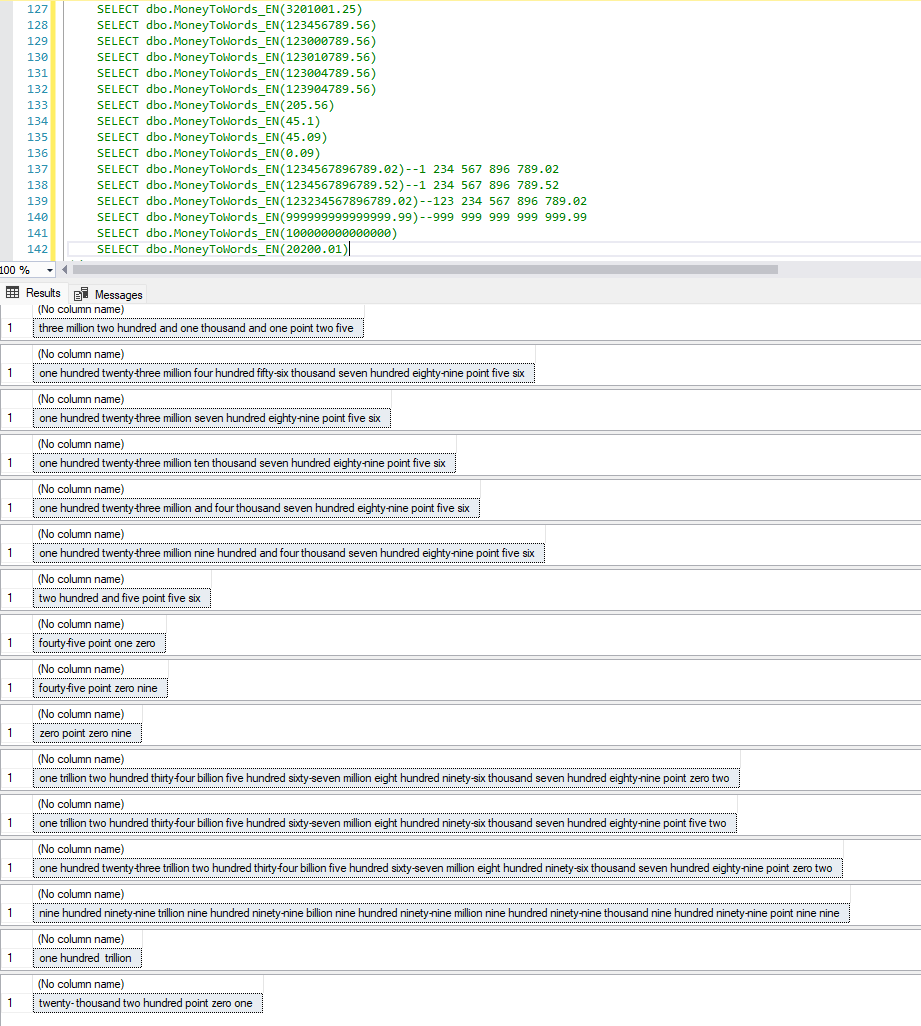 127 SELECT dbo.MoneyToWords_EN(3201001.25)
128 SELECT dbo.MoneyToWords_EN(123456789.56)
129 SELECT dbo.MoneyToWords_EN(123000789.56)
130 SELECT dbo.MoneyToWords_EN(123010789.56)
131 SELECT dbo.MoneyToWords_EN(123004789.56)
132 SELECT dbo.MoneyToWords_EN(123904789.56)
133 SELECT dbo.MoneyToWords_EN(205.56)
134 SELECT dbo.MoneyToWords_EN(45.1)
135 SELECT dbo.MoneyToWords_EN(45.09)
136 SELECT dbo.MoneyToWords_EN(0.09)
137 SELECT dbo.MoneyToWords_EN(1234567896789.02)--1 234 567 896 789.02
138 SELECT dbo.MoneyToWords_EN(1234567896789.52)--1 234 567 896 789.52
139 SELECT dbo.MoneyToWords_EN(123234567896789.02)--123 234 567 896 789.02
140 SELECT dbo.MoneyToWords_EN(999999999999999.99)--999 999 999 999 999.99
141 SELECT dbo.MoneyToWords_EN(100000000000000)
142 SELECT dbo.MoneyToWords_EN(20200.01)
100 %
Results Messages
(No column name)
1 three million two hundred and one thousand and one point two five
(No column name)
1 one hundred twenty-three million four hundred fifty-six thousand seven hundred eighty-nine point five six
(No column name)
1 one hundred twenty-three million seven hundred eighty-nine point five six
(No column name)
1 one hundred twenty-three million ten thousand seven hundred eighty-nine point five six
(No column name)
1 one hundred twenty-three million and four thousand seven hundred eighty-nine point five six
(No column name)
1 one hundred twenty-three million nine hundred and four thousand seven hundred eighty-nine point five six
(No column name)
1 two hundred and five point five six
(No column name)
1 fourty-five point one zero
(No column name)
1 fourty-five point zero nine
(No column name)
1 zero point zero nine
(No column name)
1 one trillion two hundred thirty-four billion five hundred sixty-seven million eight hundred ninety-six thousand seven hundred eighty-nine point zero two
(No column name)
1 one trillion two hundred thirty-four billion five hundred sixty-seven million eight hundred ninety-six thousand seven hundred eighty-nine point five two
(No column name)
1 one hundred twenty-three trillion two hundred thirty-four billion five hundred sixty-seven million eight hundred ninety-six thousand seven hundred eighty-nine point zero two
(No column name)
1 nine hundred ninety-nine trillion nine hundred ninety-nine billion nine hundred ninety-nine million nine hundred ninety-nine thousand nine hundred ninety-nine point nine nine
(No column name)
1 one hundred  trillion
(No column name)
1 twenty- thousand two hundred point zero one